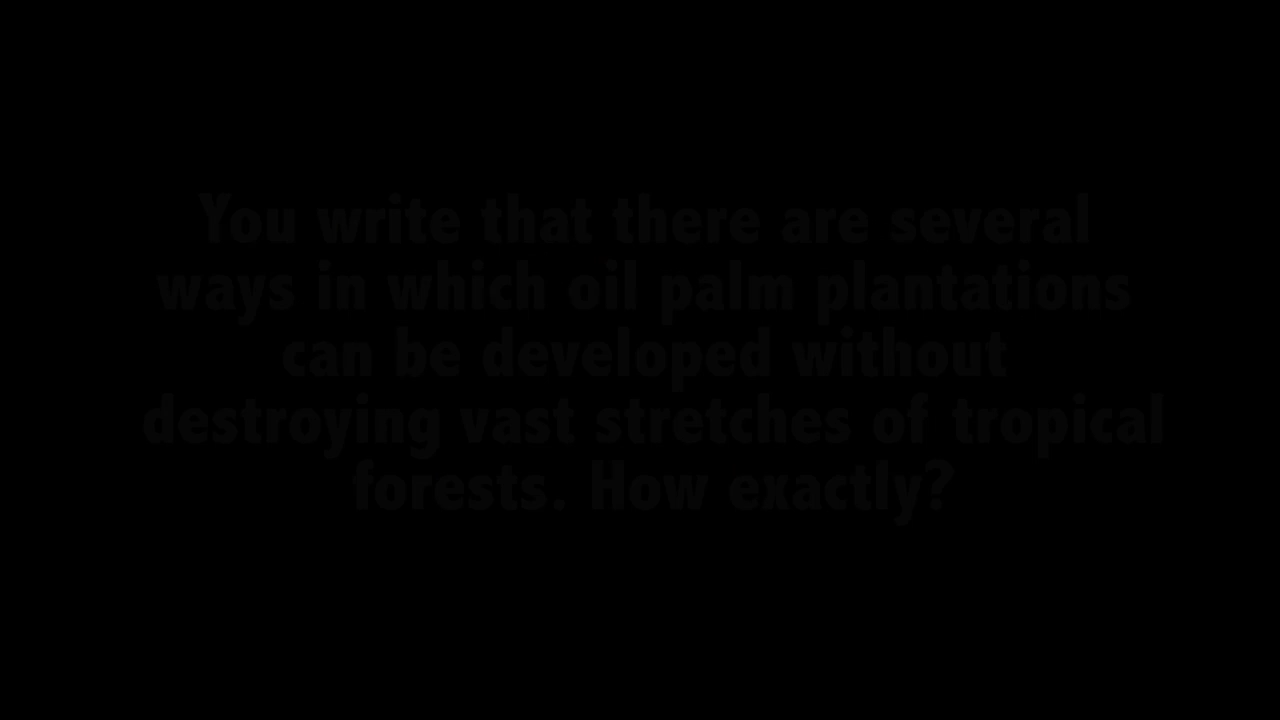 You write that there are several
ways in which oil palm plantations
can be developed without
destroying vast stretches of tropical
forests. How exactly?